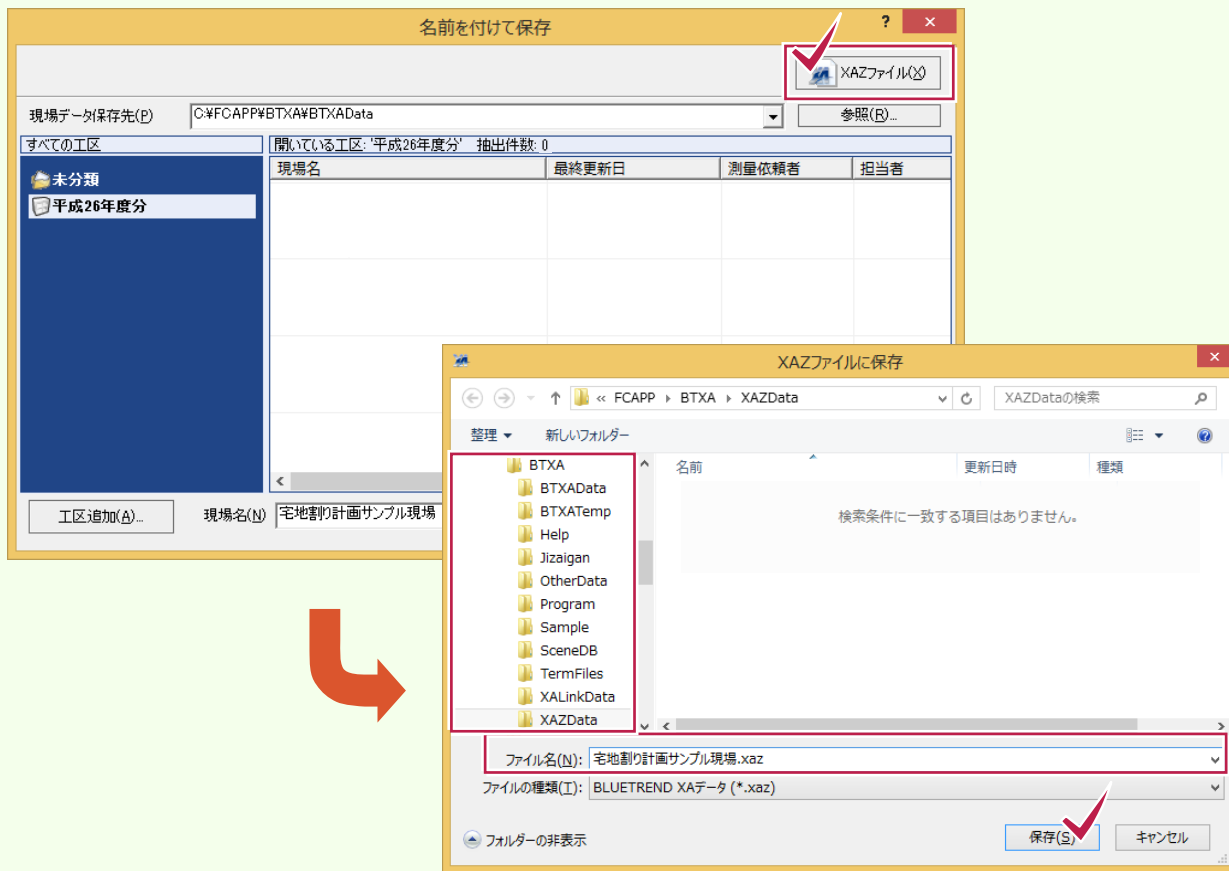 名前を付けて保存
? ×
XAZファイル(X)
現場データ保存先(P) C:¥FCAPP¥BTXA¥BTXAData 参照(R)...
すべての工区 開いている工区: '平成26年度分' 抽出件数: 0
現場名 最終更新日 測量依頼者 担当者
未分類
平成26年度分
工区追加(A)... 現場名(N) 宅地割り計画サンプル現場
XAZファイルに保存
×
« FCAPP BTXA XAZData XAZDataの検索
整理 新しいフォルダー
名前 更新日時 種類
検索条件に一致する項目はありません。
BTXA
BTXAData
BTXATemp
Help
Jizaigan
OtherData
Program
Sample
SceneDB
TermFiles
XALinkData
XAZData
ファイル名(N): 宅地割り計画サンプル現場.xaz
ファイルの種類(T): BLUETREND XAデータ (*.xaz)
フォルダーの非表示 保存(S) キャンセル